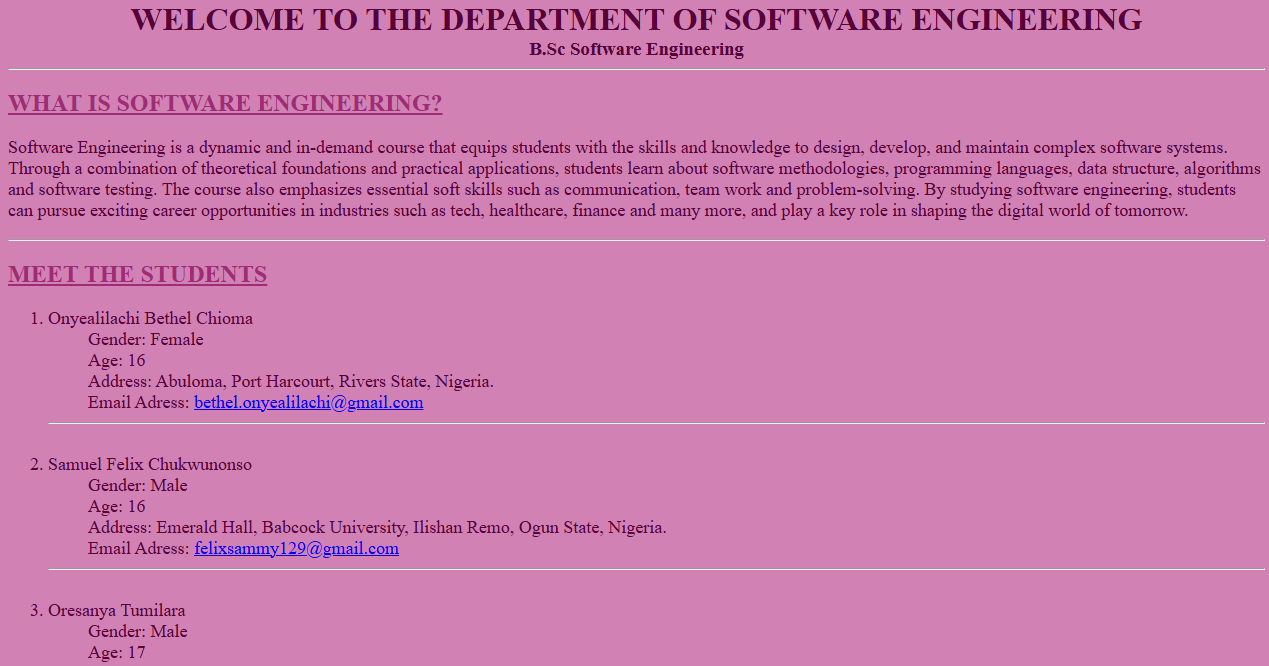 WELCOME TO THE DEPARTMENT OF SOFTWARE ENGINEERING
B.Sc Software Engineering
WHAT IS SOFTWARE ENGINEERING?
Software Engineering is a dynamic and in-demand course that equips students with the skills and knowledge to design, develop, and maintain complex software systems.
Through a combination of theoretical foundations and practical applications, students learn about software methodologies, programming languages, data structure, algorithms
and software testing. The course also emphasizes essential soft skills such as communication, team work and problem-solving. By studying software engineering, students
can pursue exciting career opportunities in industries such as tech, healthcare, finance and many more, and play a key role in shaping the digital world of tomorrow.
MEET THE STUDENTS
1. Onyealilachi Bethel Chioma
Gender: Female
Age: 16
Address: Abuloma, Port Harcourt, Rivers State, Nigeria.
Email Adress: bethel.onyealilachi@gmail.com
2. Samuel Felix Chukwunonso
Gender: Male
Age: 16
Address: Emerald Hall, Babcock University, Ilishan Remo, Ogun State, Nigeria.
Email Adress: felixsammy129@gmail.com
3. Oresanya Tumilara
Gender: Male
Age: 17